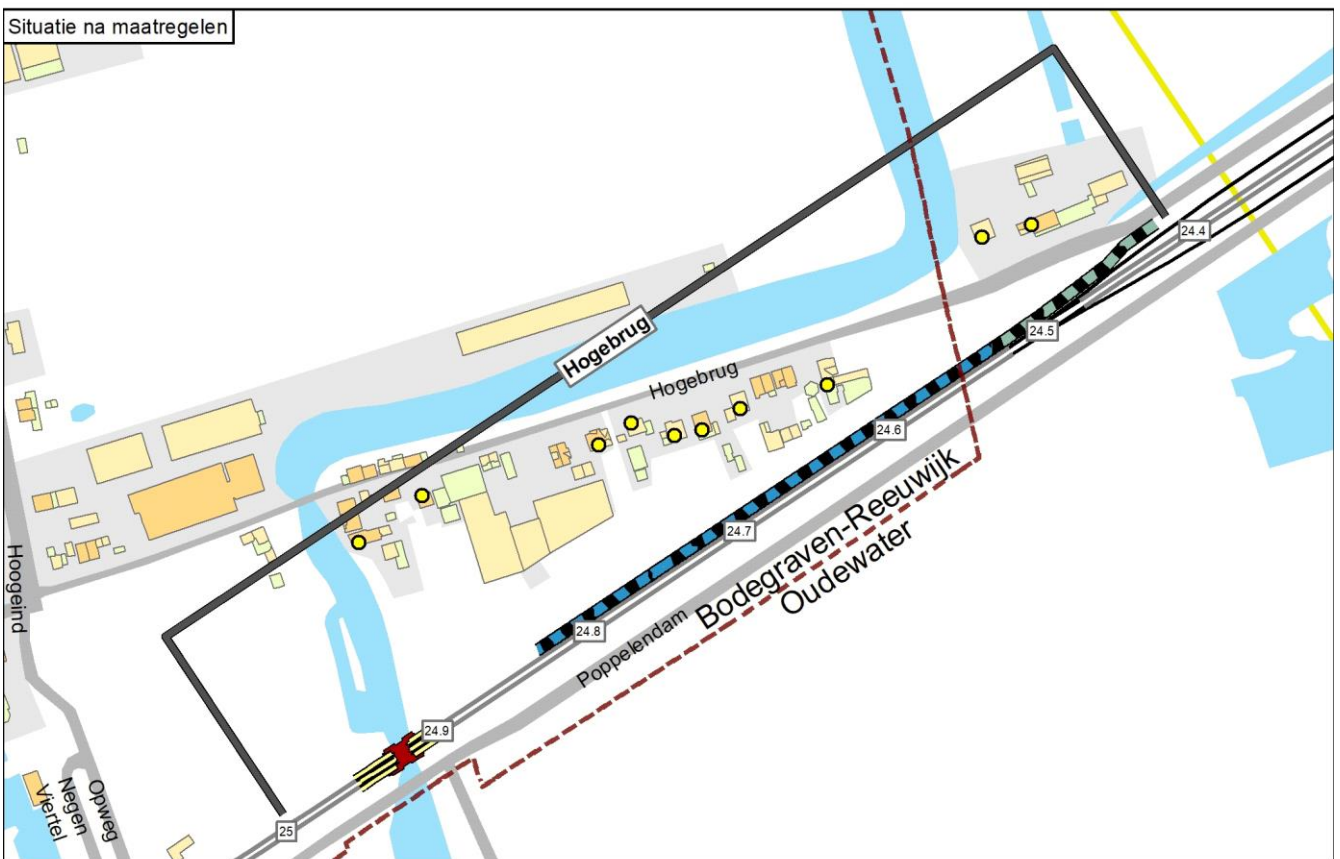 Situatie na maatregelen
24.4
24.5
Hogebrug
Hogebrug
24.6
24.7
Bodegraven-Reeuwijk
Oudewater
Hoogeind
24.8
Poppelendam
24.9
25
Opweg
Negen
Viertel